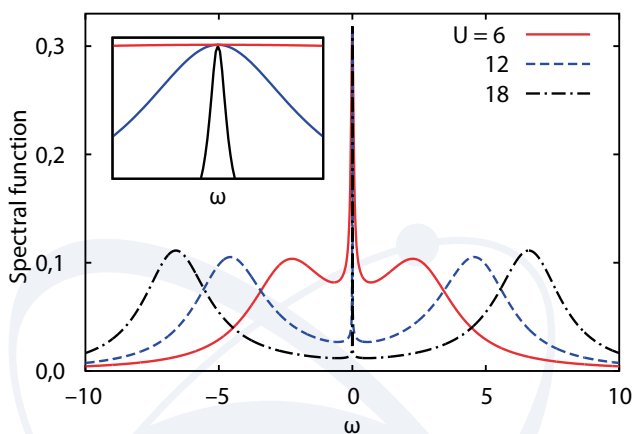 0,3
U = 6
12
18
ω
0,2
Spectral function
0,1
0,0
−10
−5
0
5
10
ω